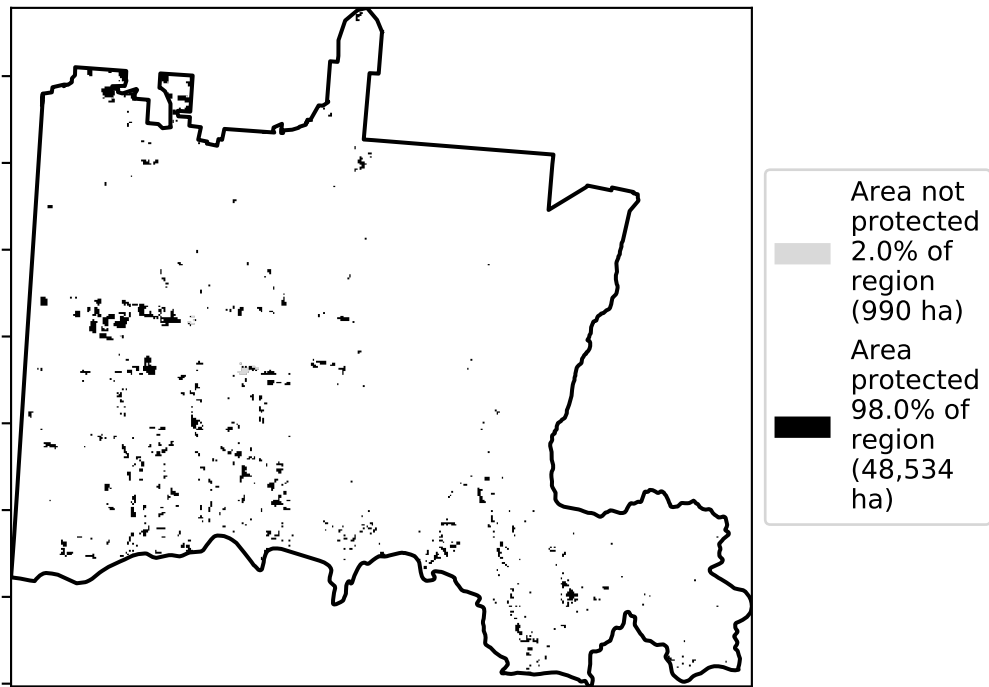 Area not
protected
2.0% of
region
(990 ha)
Area
protected
98.0% of
region
(48,534
ha)